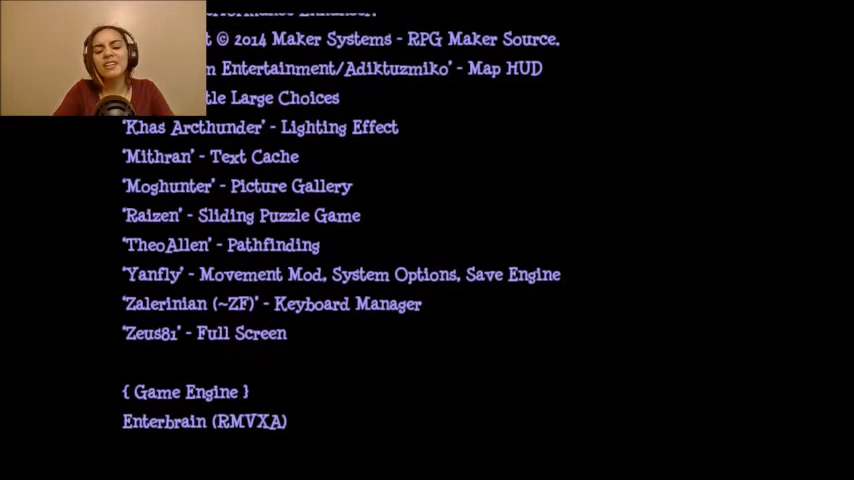 t © 2014 Maker Systems - RPG Maker Source.
m Entertainment/Adiktuzmiko' - Map HUD
tle Large Choices
'Khas Arcthunder' - Lighting Effect
'Mithran' - Text Cache
'Moghunter' - Picture Gallery
'Raizen' - Sliding Puzzle Game
'TheoAllen' - Pathfinding
'Yanfly' - Movement Mod, System Options, Save Engine
'Zalerinian (~ZF)' - Keyboard Manager
'Zeus81' - Full Screen
{ Game Engine }
Enterbrain (RMVXA)